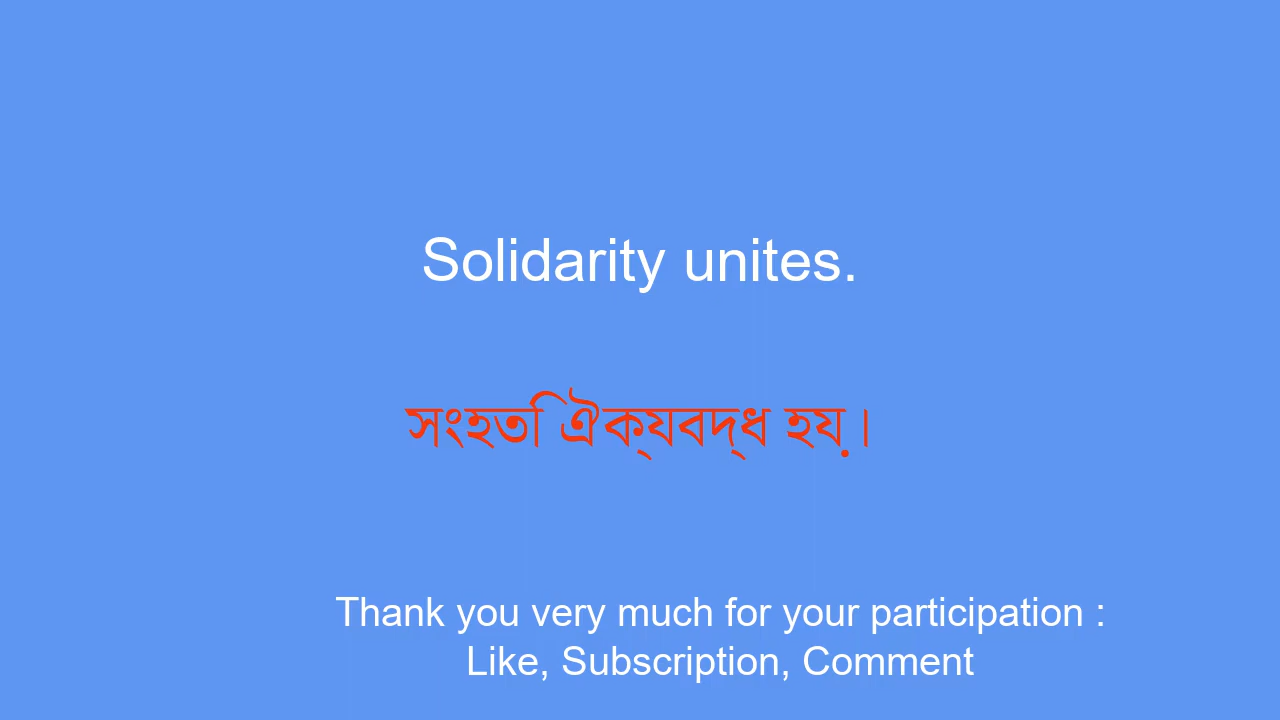 Solidarity unites.
সংহতি ঐক্যবদ্ধ হয়।
Thank you very much for your participation :
Like, Subscription, Comment